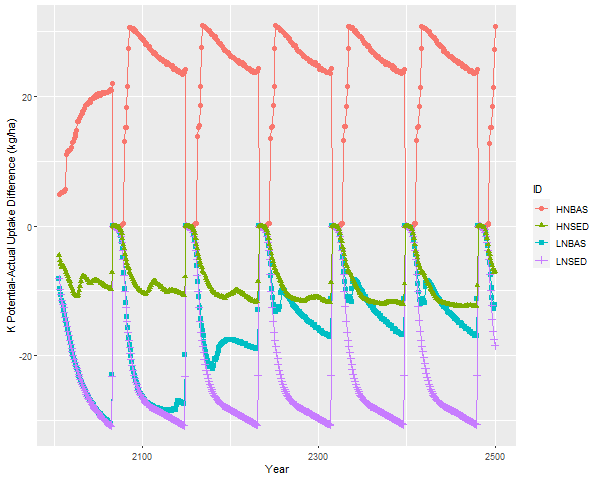 K Potential-Actual Uptake Difference (kg/ha)
20
0
-20
2100
2300
2500
Year
ID
HNBAS
HNSED
LNBAS
LNSED